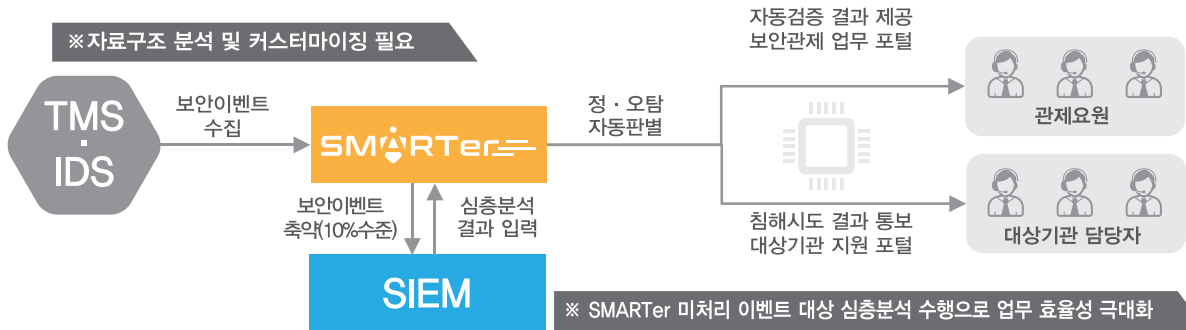 ※자료구조 분석 및 커스터마이징 필요
TMS
·
IDS
보안이벤트
수집
SMARTer
정 · 오탐
자동판별
자동검증 결과 제공
보안관제 업무 포털
관제요원
보안이벤트
축약(10%수준)
심층분석
결과 입력
침해시도 결과 통보
대상기관 지원 포털
대상기관 담당자
SIEM
※ SMARTer 미처리 이벤트 대상 심층분석 수행으로 업무 효율성 극대화